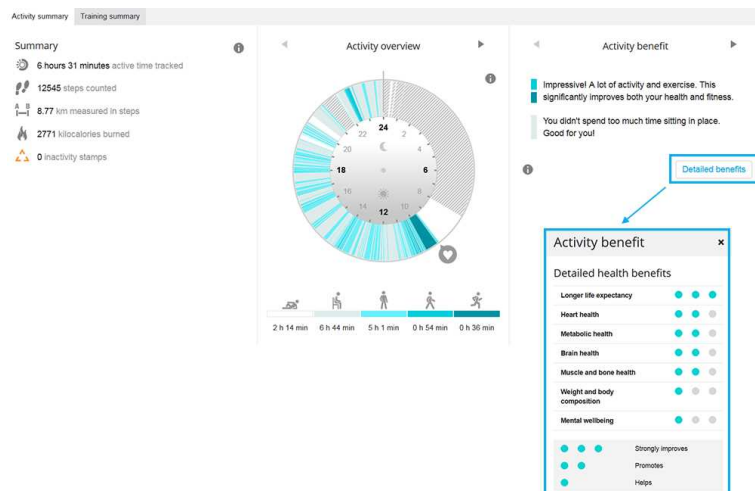 Activity summary
Training summary
Summary
6 hours 31 minutes active time tracked
12545 steps counted
A B
8.77 km measured in steps
2771 kilocalories burned
0 inactivity stamps
Activity overview
24
22
2
20
4
18
6
16
8
14
10
12
2 h 14 min
6 h 44 min
5 h 1 min
0 h 54 min
0 h 36 min
Activity benefit
Impressive! A lot of activity and exercise. This
significantly improves both your health and fitness.
You didn't spend too much time sitting in place.
Good for you!
Detailed benefits
Activity benefit
×
Detailed health benefits
Longer life expectancy
Heart health
Metabolic health
Brain health
Muscle and bone health
Weight and body
composition
Mental wellbeing
Strongly improves
Promotes
Helps